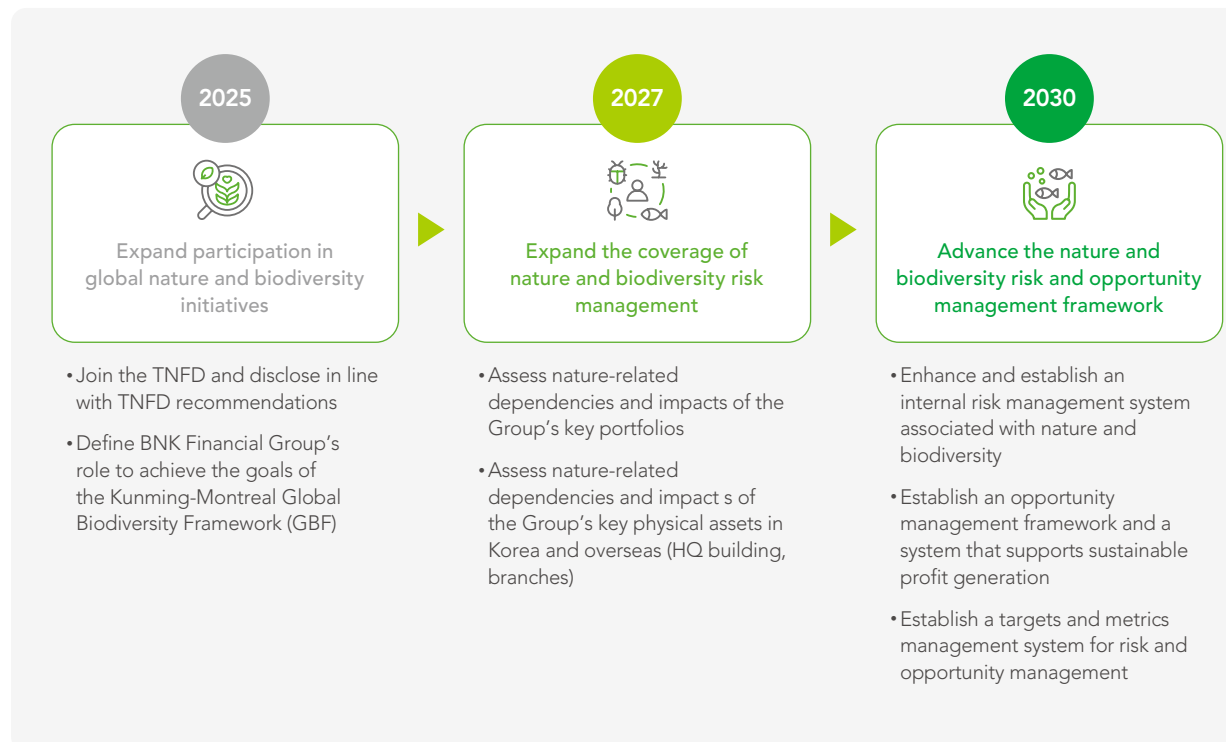 2025
Expand participation in
global nature and biodiversity
initiatives
• Join the TNFD and disclose in line
with TNFD recommendations
• Define BNK Financial Group's
role to achieve the goals of
the Kunming-Montreal Global
Biodiversity Framework (GBF)
2027
Expand the coverage of
nature and biodiversity risk
management
• Assess nature-related
dependencies and impacts of the
Group's key portfolios
• Assess nature-related
dependencies and impact s of
the Group's key physical assets in
Korea and overseas (HQ building,
branches)
2030
Advance the nature and
biodiversity risk and opportunity
management framework
• Enhance and establish an
internal risk management system
associated with nature and
biodiversity
• Establish an opportunity
management framework and a
system that supports sustainable
profit generation
• Establish a targets and metrics
management system for risk and
opportunity management